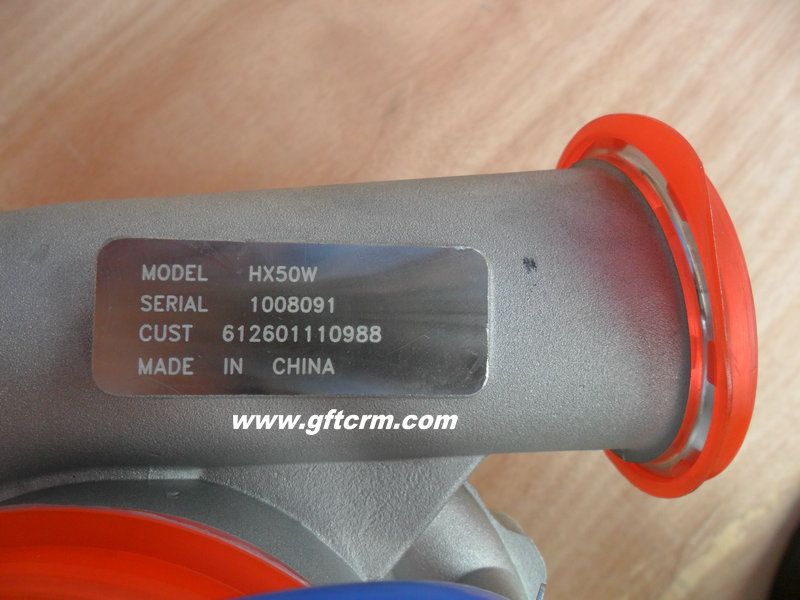 MODEL HX50W
SERIAL 1008091
CUST 612601110988
MADE IN CHINA
www.gftcrm.com